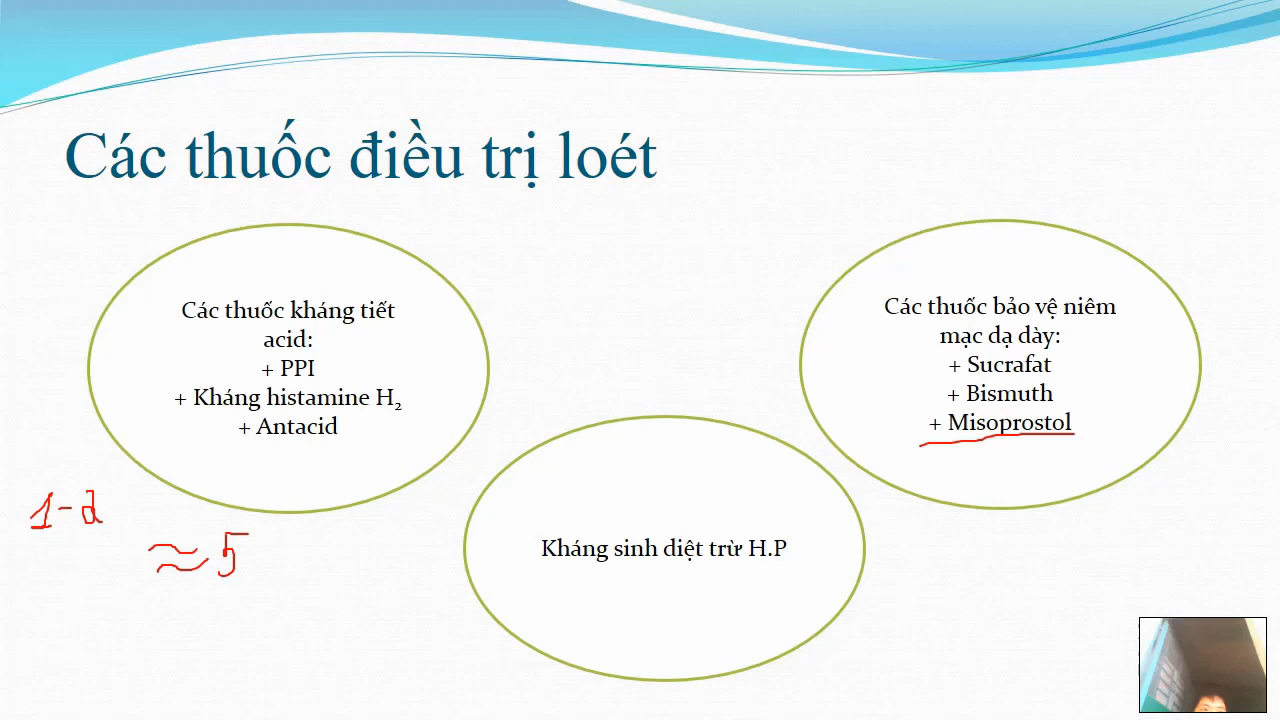 Các thuốc điều trị loét
Các thuốc kháng tiết
acid:
+ PPI
+ Kháng histamine H₂
+ Antacid
Các thuốc bảo vệ niêm
mạc dạ dày:
+ Sucrafat
+ Bismuth
+ Misoprostol
Kháng sinh diệt trừ H.P
1-2
≈ 5